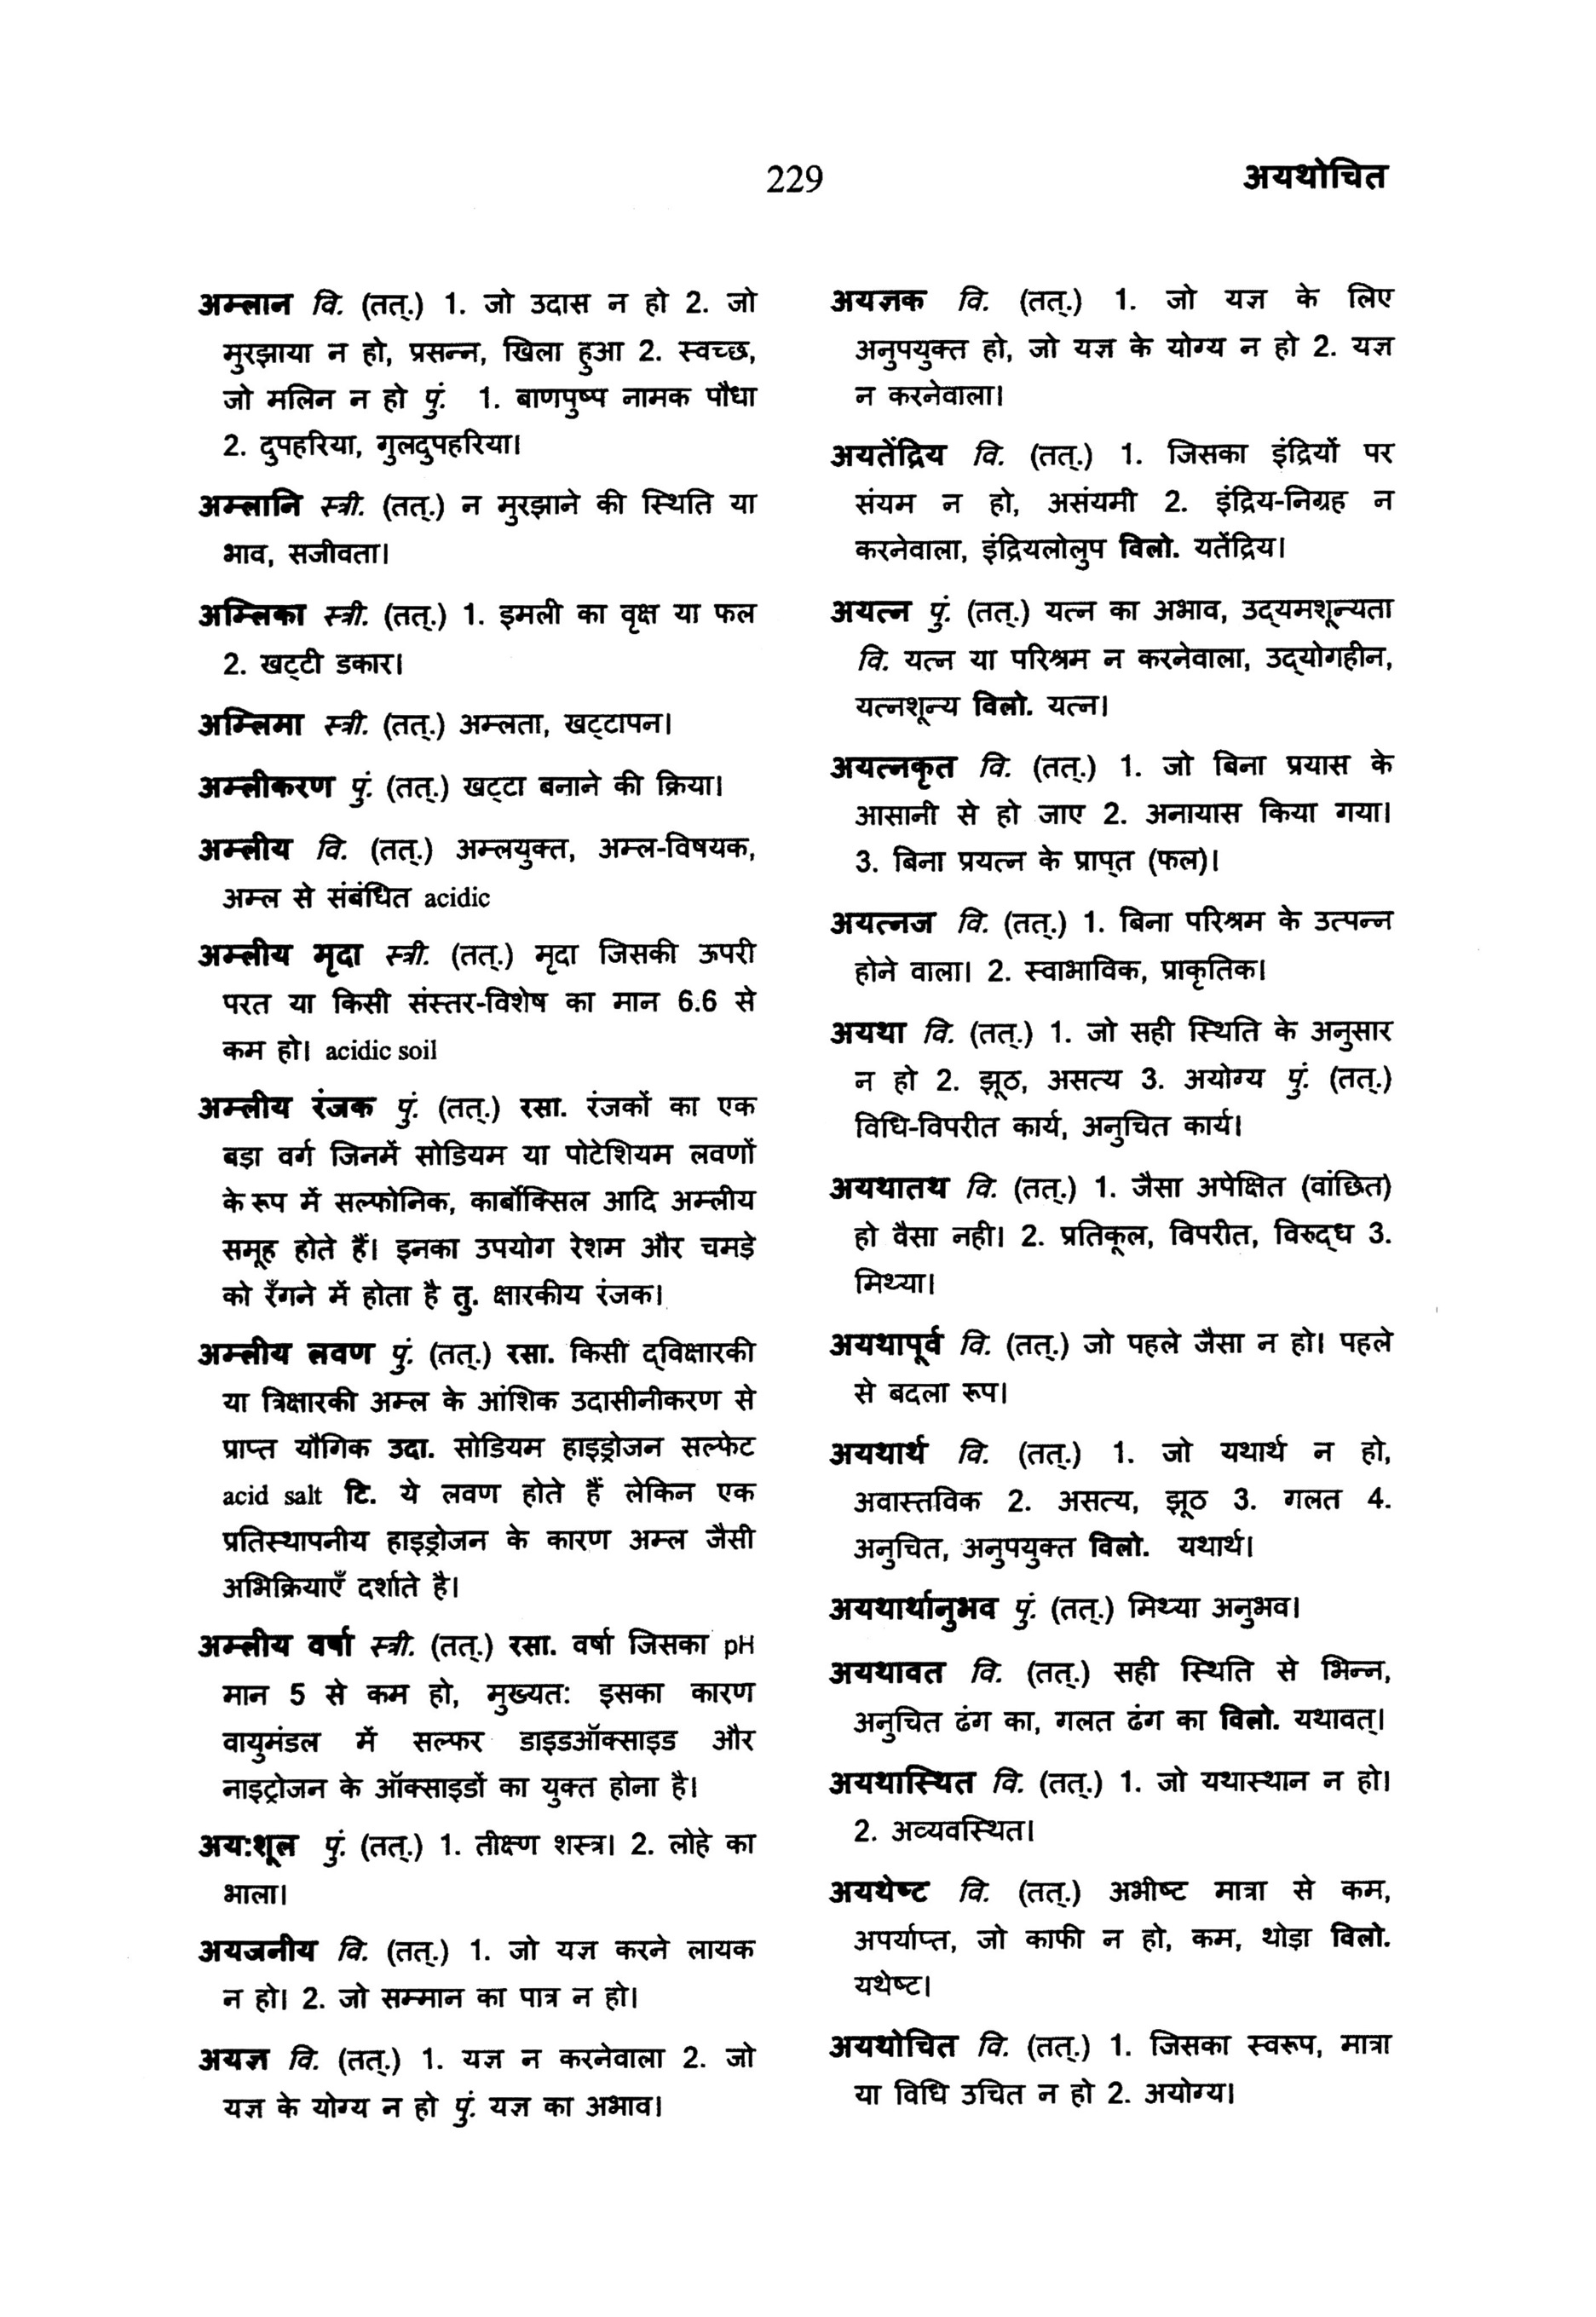 229
अयथोचित
अम्लान वि. (तत्.) 1. जो उदास न हो 2. जो
मुरझाया न हो, प्रसन्न, खिला हुआ 2. स्वच्छ,
जो मलिन न हो पुं. 1. बाणपुष्प नामक पौधा
2. दुपहरिया, गुलदुपहरिया।
अम्लानि स्त्री. (तत्.) न मुरझाने की स्थिति या
भाव, सजीवता।
अम्लिका स्त्री. (तत्.) 1. इमली का वृक्ष या फल
2. खट्‌टी डकार।
अम्लिमा स्त्री. (तत्.) अम्लता, खट्‌टापन।
अम्लीकरण पुं. (तत्.) खट्‌टा बनाने की क्रिया।
अम्लीय वि. (तत्.) अम्लयुक्त, अम्ल-विषयक,
अम्ल से संबंधित acidic
अम्लीय मृदा स्त्री. (तत्.) मृदा जिसकी ऊपरी
परत या किसी संस्तर-विशेष का मान 6.6 से
कम हो। acidic soil
अम्लीय रंजक पुं. (तत्.) रसा. रंजकों का एक
बड़ा वर्ग जिनमें सोडियम या पोटेशियम लवणों
के रूप में सल्फोनिक, कार्बोक्सिल आदि अम्लीय
समूह होते हैं। इनका उपयोग रेशम और चमड़े
को रँगने में होता है तु. क्षारकीय रंजक।
अम्लीय लवण पुं. (तत्.) रसा. किसी द्‌विक्षारकी
या त्रिक्षारकी अम्ल के आंशिक उदासीनीकरण से
प्राप्त यौगिक उदा. सोडियम हाइड्रोजन सल्फेट
acid salt टि. ये लवण होते हैं लेकिन एक
प्रतिस्थापनीय हाइड्रोजन के कारण अम्ल जैसी
अभिक्रियाएँ दर्शाते है।
अम्लीय वर्षा स्त्री. (तत्.) रसा. वर्षा जिसका pH
मान 5 से कम हो, मुख्यत: इसका कारण
वायुमंडल में सल्फर डाइडऑक्साइड और
नाइट्रोजन के ऑक्साइडों का युक्त होना है।
अय:शूल पुं. (तत्.) 1. तीक्ष्ण शस्त्र। 2. लोहे का
भाला।
अयजनीय वि. (तत्.) 1. जो यज्ञ करने लायक
न हो। 2. जो सम्मान का पात्र न हो।
अयज्ञ वि. (तत्.) 1. यज्ञ न करनेवाला 2. जो
यज्ञ के योग्य न हो पुं. यज्ञ का अभाव।
अयज्ञक वि. (तत्.) 1. जो यज्ञ के लिए
अनुपयुक्त हो, जो यज्ञ के योग्य न हो 2. यज्ञ
न करनेवाला।
अयतेंद्रिय वि. (तत्.) 1. जिसका इंद्रियों पर
संयम न हो, असंयमी 2. इंद्रिय-निग्रह न
करनेवाला, इंद्रियलोलुप विलो. यतेंद्रिय।
अयत्न पुं. (तत्.) यत्न का अभाव, उद्‌यमशून्यता
वि. यत्न या परिश्रम न करनेवाला, उद्‌योगहीन,
यत्नशून्य विलो. यत्न।
अयत्नकृत वि. (तत्.) 1. जो बिना प्रयास के
आसानी से हो जाए 2. अनायास किया गया।
3. बिना प्रयत्न के प्राप्त (फल)।
अयत्नज वि. (तत्.) 1. बिना परिश्रम के उत्पन्न
होने वाला। 2. स्वाभाविक, प्राकृतिक।
अयथा वि. (तत्.) 1. जो सही स्थिति के अनुसार
न हो 2. झूठ, असत्य 3. अयोग्य पुं. (तत्.)
विधि-विपरीत कार्य, अनुचित कार्य।
अयथातथ वि. (तत्.) 1. जैसा अपेक्षित (वांछित)
हो वैसा नही। 2. प्रतिकूल, विपरीत, विरुद्‌ध 3.
मिथ्या।
अयथापूर्व वि. (तत्.) जो पहले जैसा न हो। पहले
से बदला रूप।
अयथार्थ वि. (तत्.) 1. जो यथार्थ न हो,
अवास्तविक 2. असत्य, झूठ 3. गलत 4.
अनुचित, अनुपयुक्त विलो. यथार्थ।
अयथार्थानुभव पुं. (तत्.) मिथ्या अनुभव।
अयथावत वि. (तत्.) सही स्थिति से भिन्न,
अनुचित ढंग का, गलत ढंग का विलो. यथावत्।
अयथास्थित वि. (तत्.) 1. जो यथास्थान न हो।
2. अव्यवस्थित।
अयथेष्ट वि. (तत्.) अभीष्ट मात्रा से कम,
अपर्याप्त, जो काफी न हो, कम, थोड़ा विलो.
यथेष्ट।
अयथोचित वि. (तत्.) 1. जिसका स्वरूप, मात्रा
या विधि उचित न हो 2. अयोग्य।